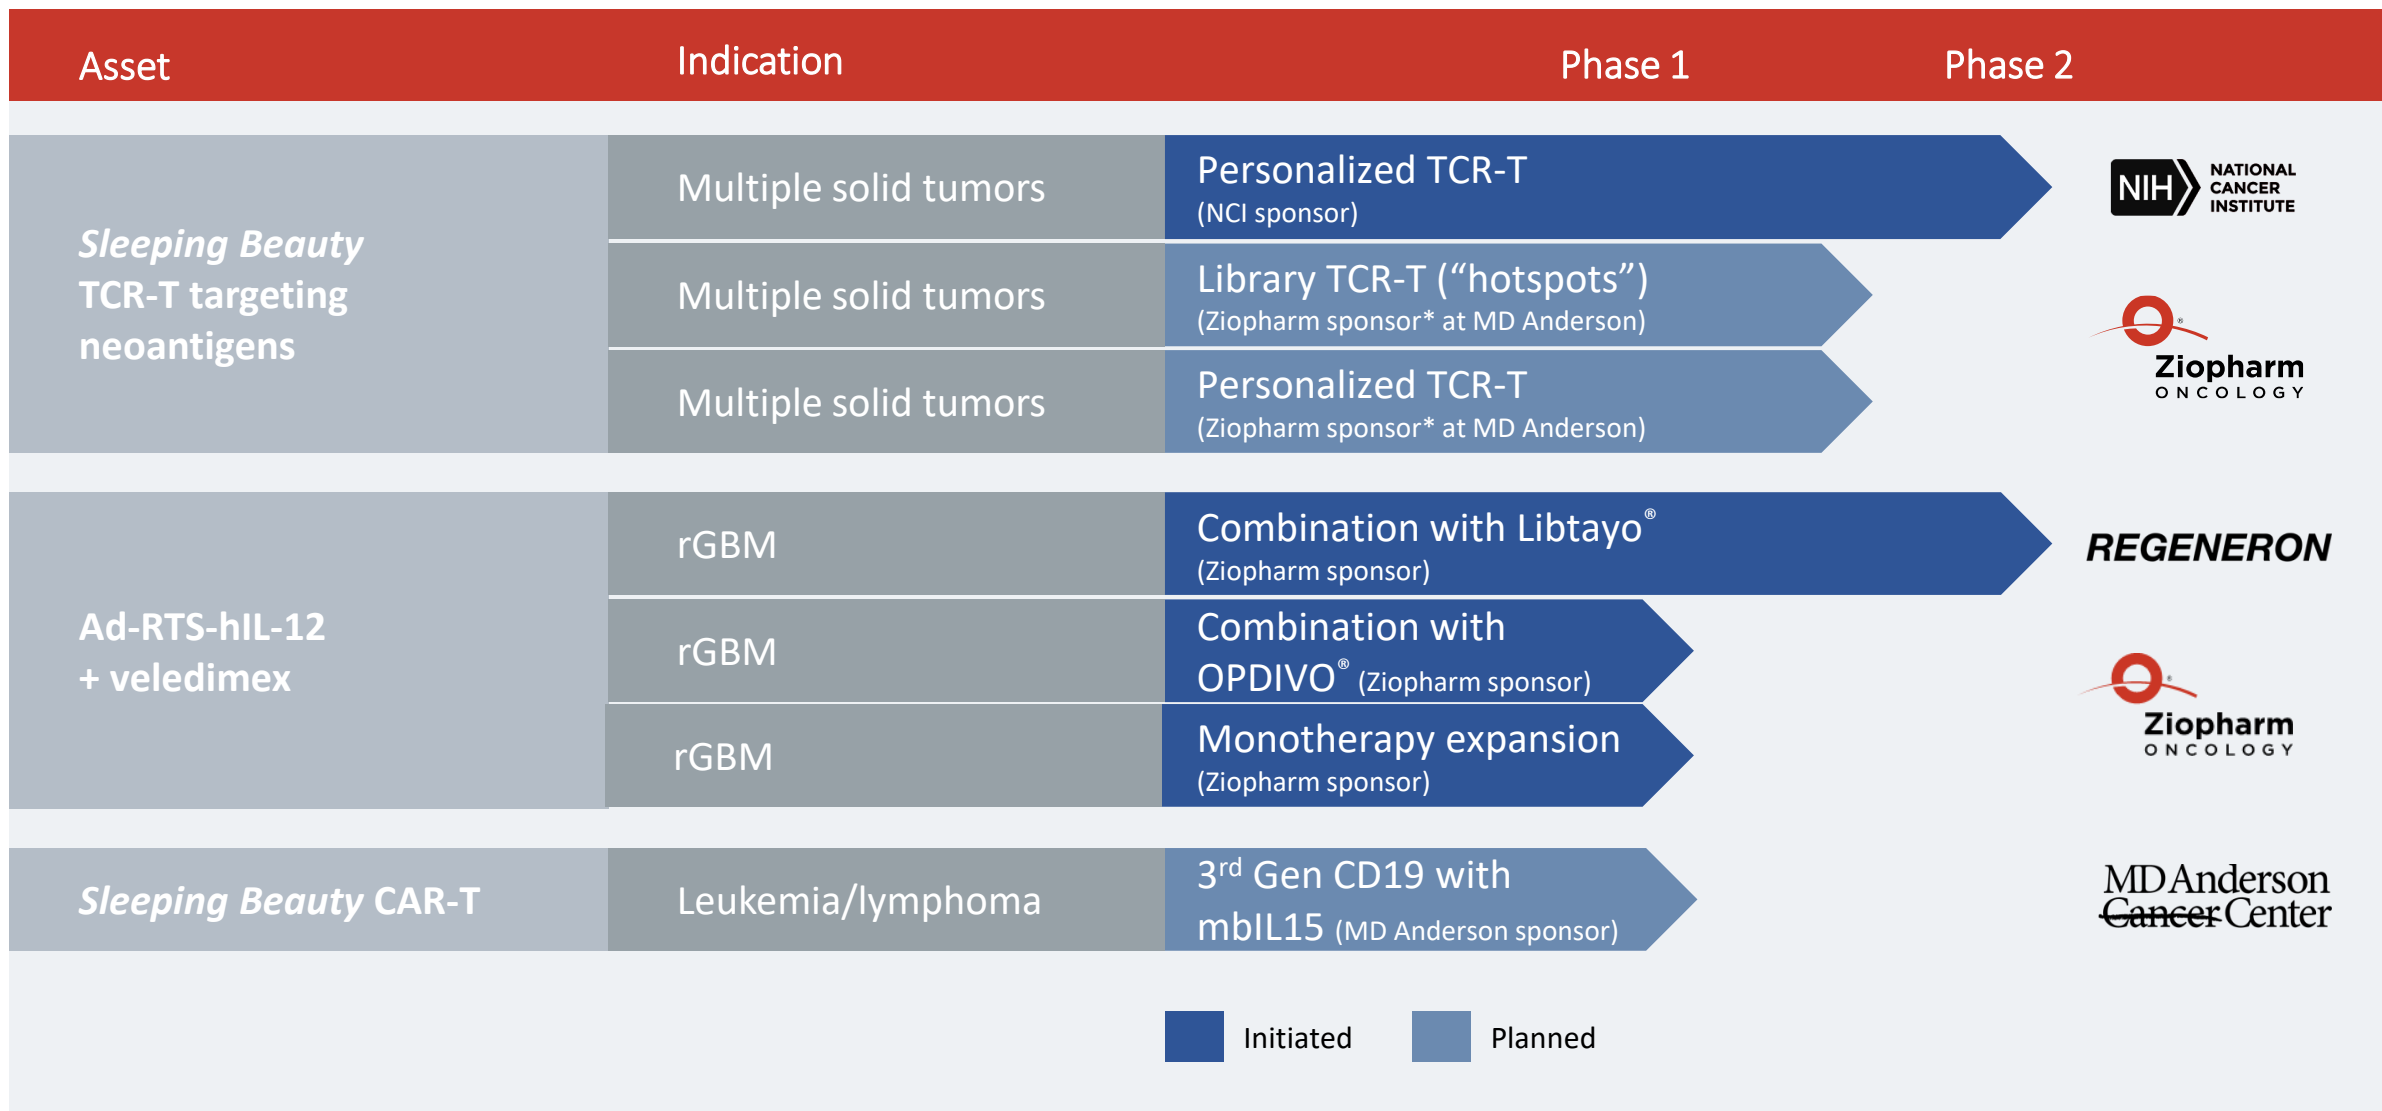 Asset Indication Phase 1 Phase 2
Sleeping Beauty
TCR-T targeting
neoantigens
Multiple solid tumors
Personalized TCR-T
(NCI sponsor)
NIH
NATIONAL
CANCER
INSTITUTE
Multiple solid tumors
Library TCR-T (“hotspots”)
(Ziopharm sponsor* at MD Anderson)
Multiple solid tumors
Personalized TCR-T
(Ziopharm sponsor* at MD Anderson)
®
Ziopharm
ONCOLOGY
Ad-RTS-hIL-12
+ veledimex
rGBM
Combination with Libtayo®
(Ziopharm sponsor)
REGENERON
rGBM
Combination with
OPDIVO® (Ziopharm sponsor)
rGBM
Monotherapy expansion
(Ziopharm sponsor)
®
Ziopharm
ONCOLOGY
Sleeping Beauty CAR-T
Leukemia/lymphoma
3rd Gen CD19 with
mbIL15 (MD Anderson sponsor)
MD Anderson
Cancer Center
Initiated
Planned